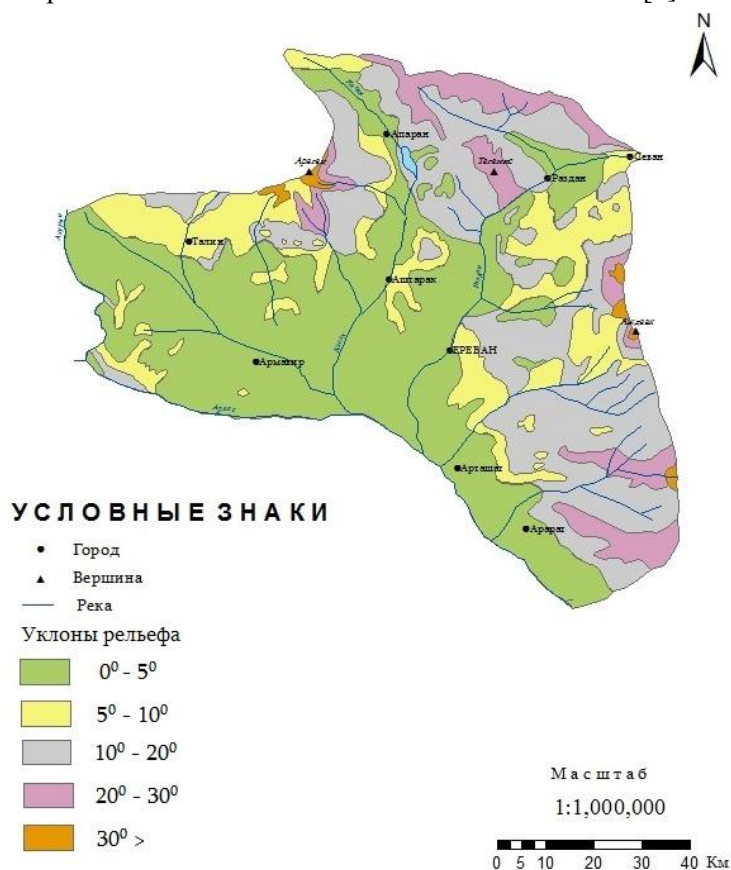 N
Апаран
Арагац
Севан
Раздан
Талин
Аштарак
Аждаак
ЕРЕВАН
Армавир
Арташат
Арарат
УСЛОВНЫЕ ЗНАКИ
Город
Вершина
Река
Уклоны рельефа
0⁰ - 5⁰
5⁰ - 10⁰
10⁰ - 20⁰
20⁰ - 30⁰
30⁰ >
Масштаб
1:1,000,000
0 5 10 20 30 40 Км